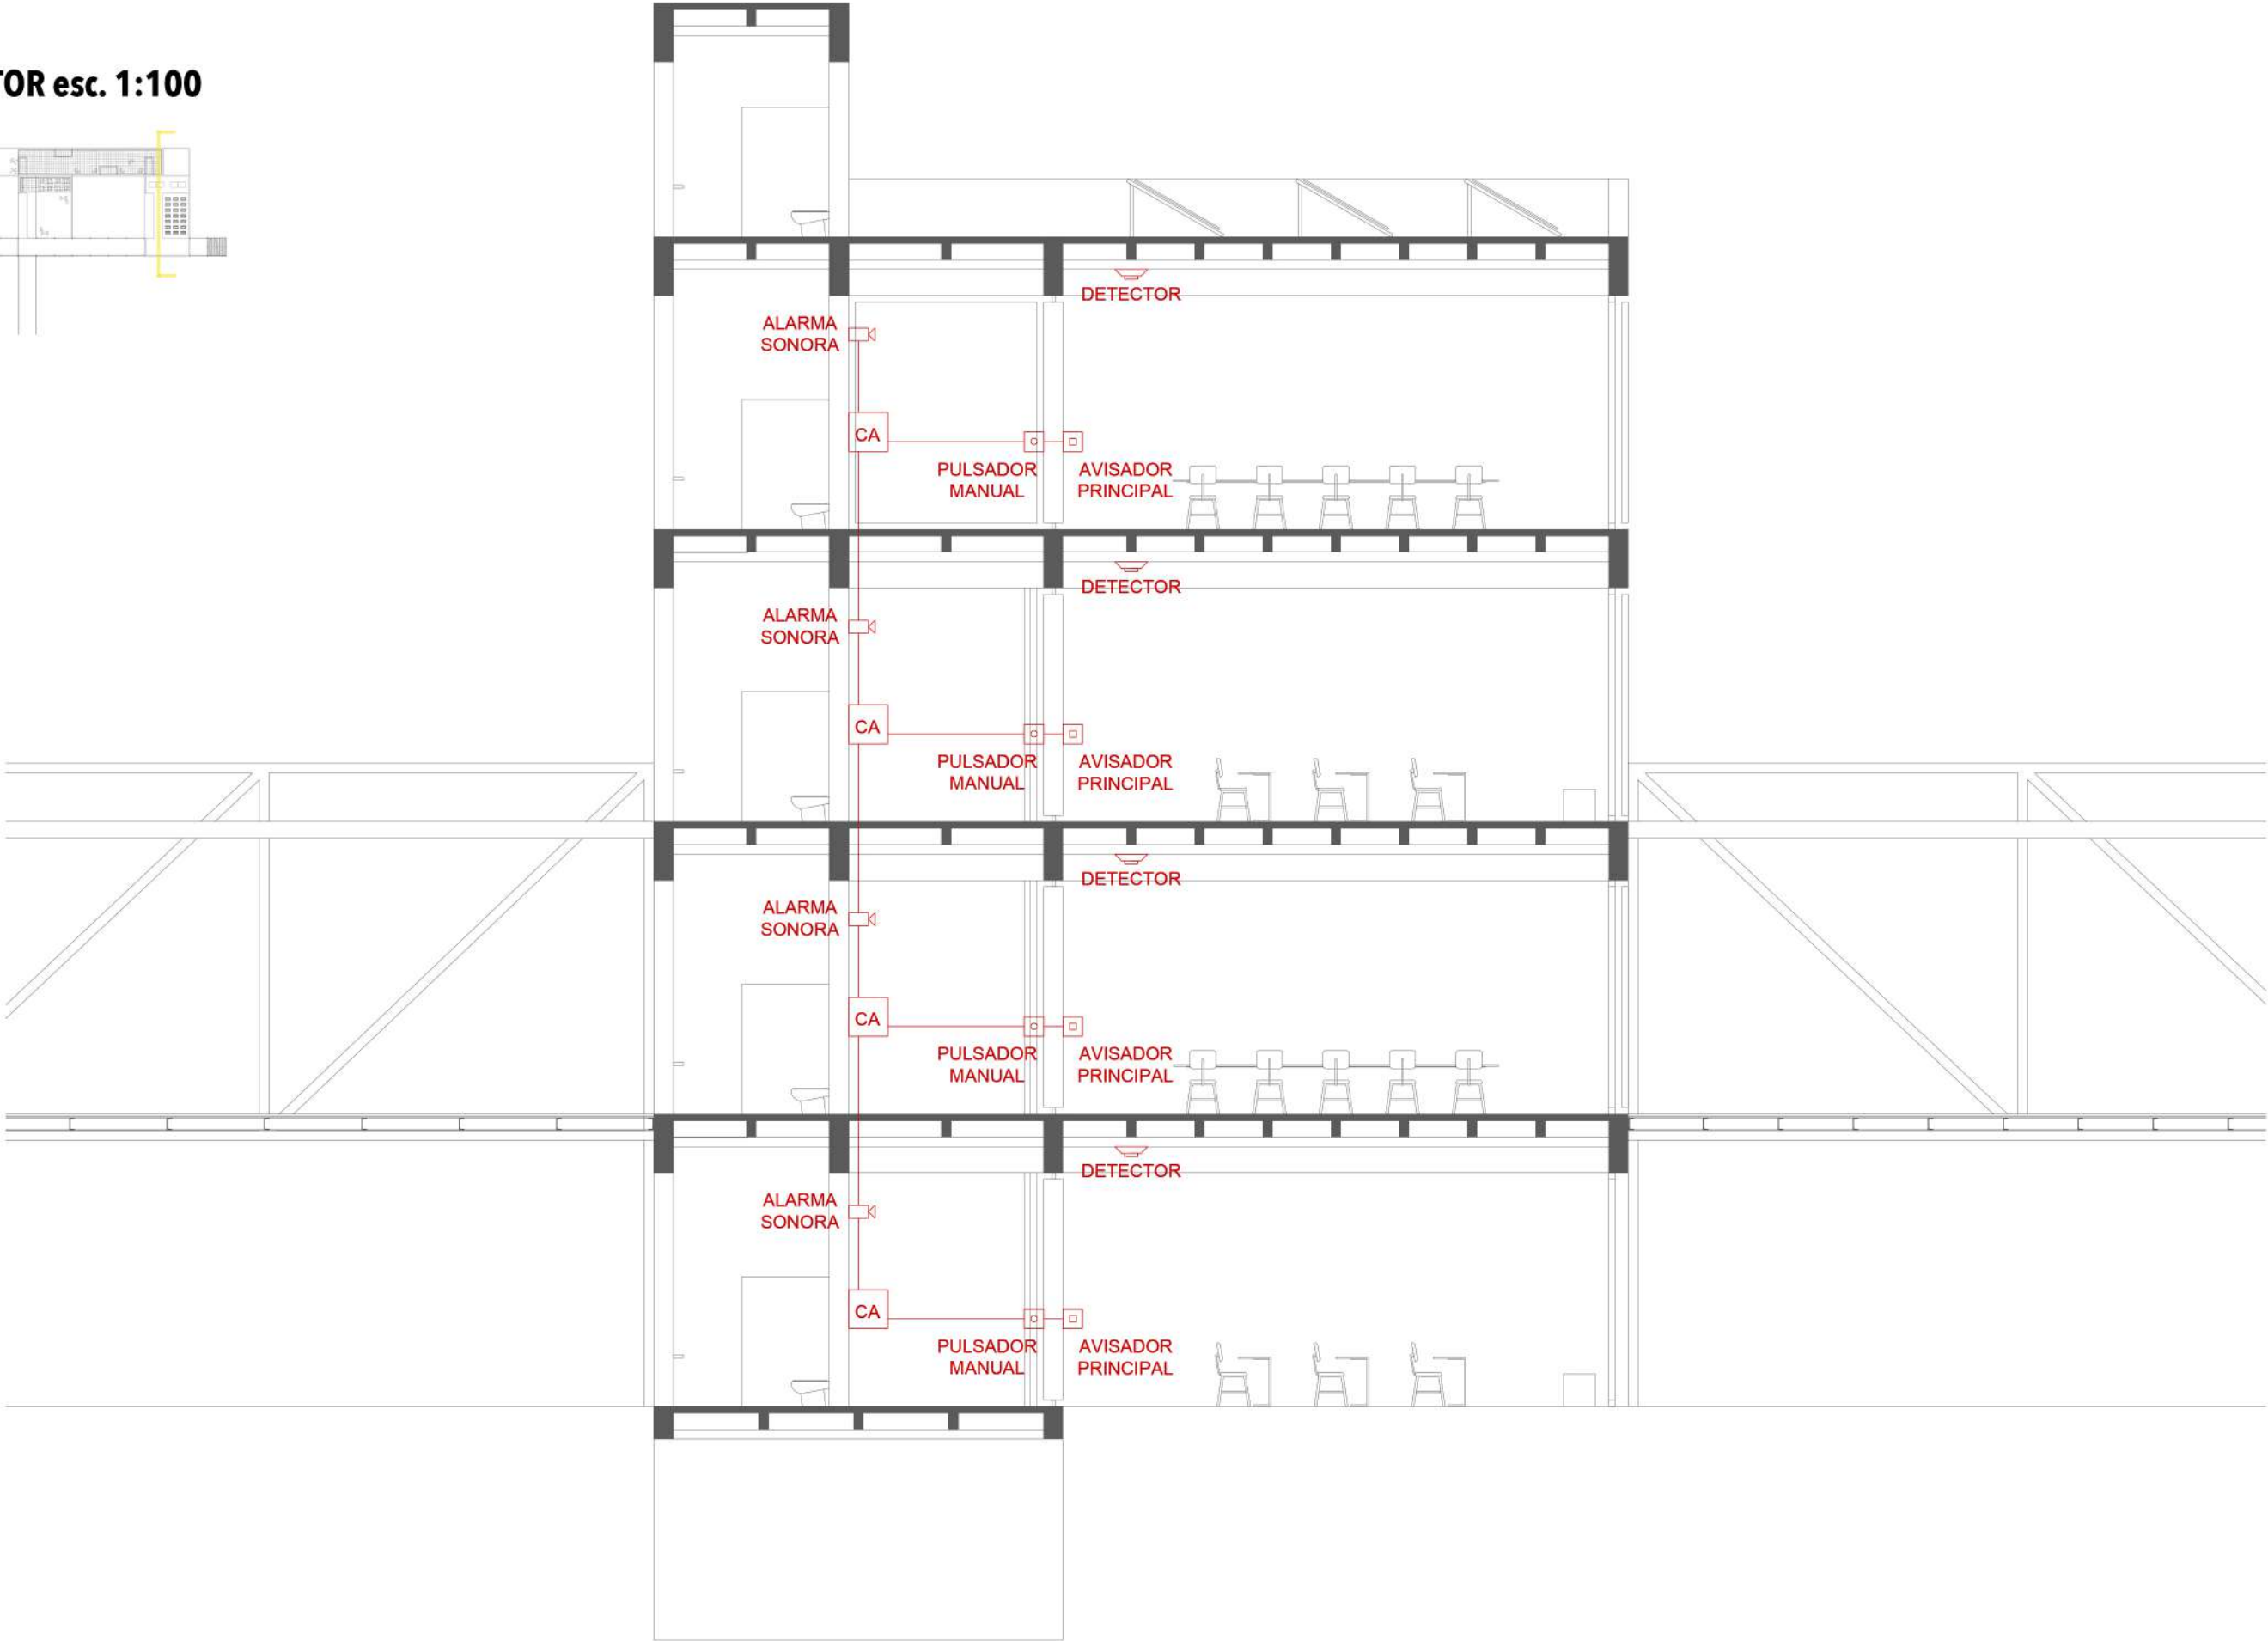 TOR esc. 1:100
DETECTOR
ALARMA
SONORA
CA
PULSADOR
MANUAL
AVISADOR
PRINCIPAL
DETECTOR
ALARMA
SONORA
CA
PULSADOR
MANUAL
AVISADOR
PRINCIPAL
DETECTOR
ALARMA
SONORA
CA
PULSADOR
MANUAL
AVISADOR
PRINCIPAL
DETECTOR
ALARMA
SONORA
CA
PULSADOR
MANUAL
AVISADOR
PRINCIPAL